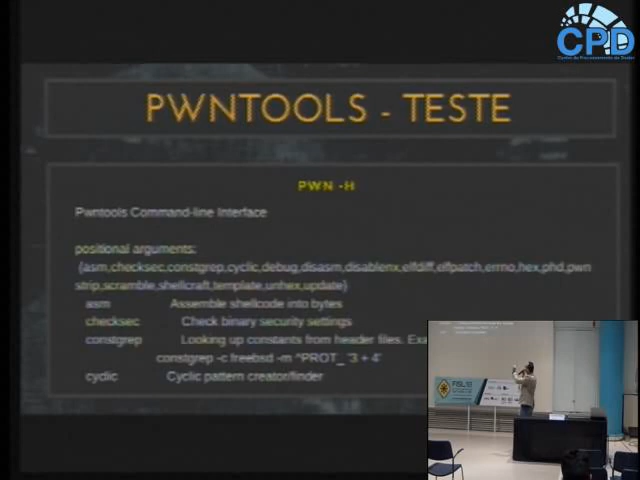 CPD
PWNTOOLS - TESTE
PWN -H
Pwntools Command-line Interface
positional arguments:
{asm,checksec,constgrep,cyclic,debug,disasm,disablenx,elfdiff,elfpatch,errno,hex,phd,pwn
strip,scramble,shellcraft,template,unhex,update}
asm Assemble shellcode into bytes
checksec Check binary security settings
constgrep Looking up constants from header files. Exa
constgrep -c freebsd -m ^PROT_ '3 + 4'
cyclic Cyclic pattern creator/finder
FISL18